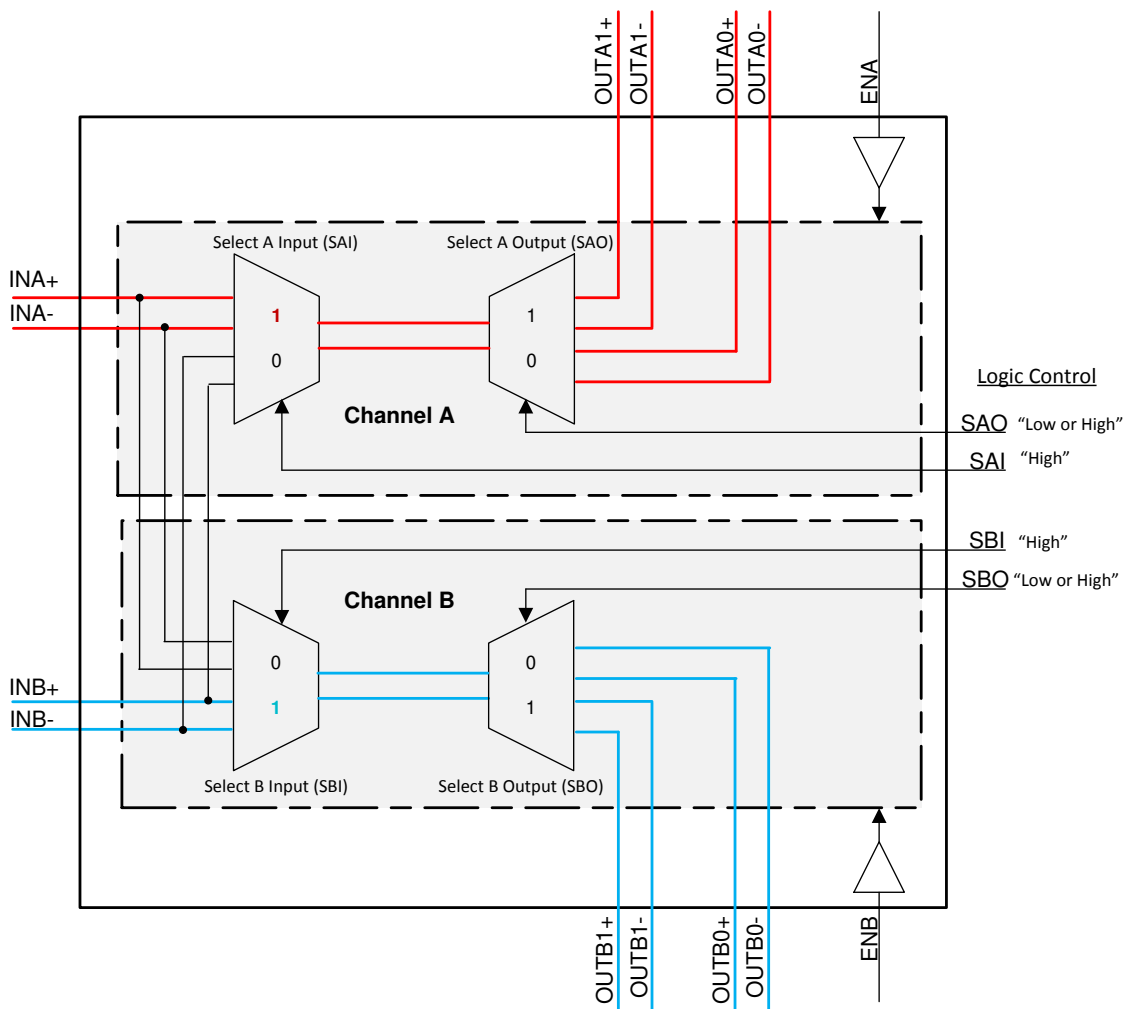 OUTA1+
OUTA1-
OUTA0+
OUTA0-
ENA
Select A Input (SAI)
Select A Output (SAO)
INA+
INA-
1
0
1
0
Channel A
Logic Control
SAO "Low or High"
SAI "High"
SBI "High"
SBO "Low or High"
Channel B
0
1
0
1
INB+
INB-
Select B Input (SBI)
Select B Output (SBO)
OUTB1+
OUTB1-
OUTB0+
OUTB0-
ENB